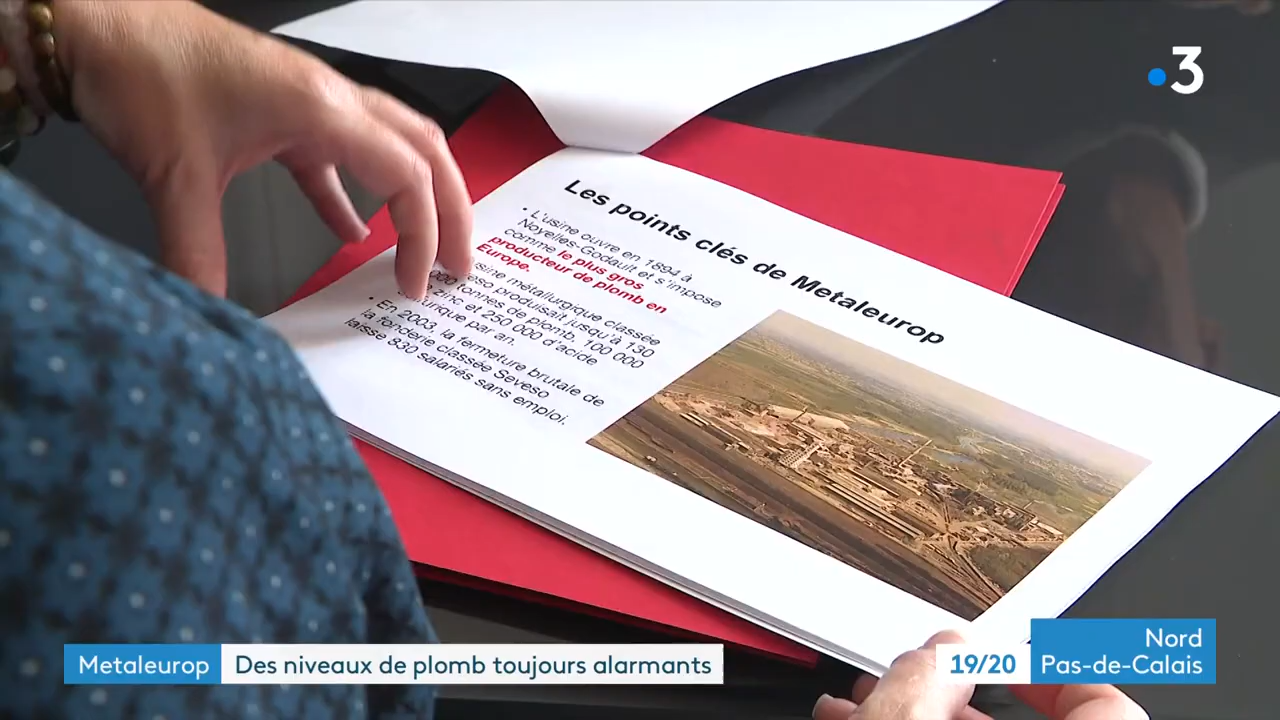 3
Les points clés de Metaleurop
• L'usine ouvre en 1894 à
Noyelles-Godault et s'impose
comme le plus gros
producteur de plomb en
Europe.
usine métallurgique classée
produisait jusqu'à 130
000 tonnes de plomb, 100 000
zinc et 250 000 d'acide
par an.
• En 2003, la fermeture brutale de
la fonderie classée Seveso
laisse 830 salariés sans emploi.
Metaleurop Des niveaux de plomb toujours alarmants
19/20 Nord
Pas-de-Calais